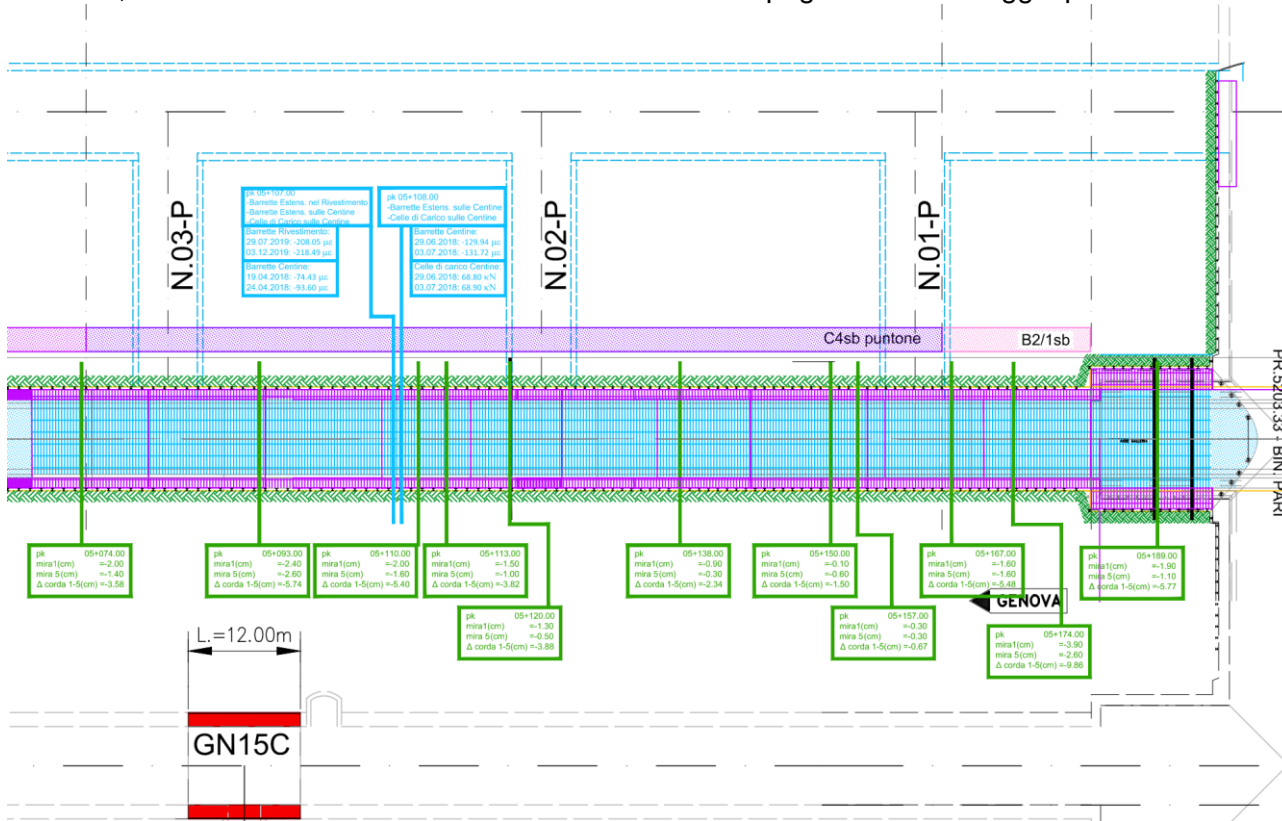 N.03-P
pk 05+107.00
-Barrette Estens. nel Rivestimento
-Barrette Estens. sulle Centine
-Celle di Carico sulle Centine
Barrette Rivestimento:
29.07.2019: -208.05 µε
03.12.2019: -218.49 µε
Barrette Centine:
19.04.2018: -74.43 µε
24.04.2018: -93.60 µε
pk 05+108.00
-Barrette Estens. sulle Centine
-Celle di Carico sulle Centine
Barrette Centine:
29.06.2018: -129.94 µε
03.07.2018: -131.72 µε
Celle di carico Centine:
29.06.2018: 68.80 kN
03.07.2018: 68.90 kN
N.02-P
N.01-P
C4sb puntone
B2/1sb
PR.5203.33 - BIN. PARI
pk 05+074.00
mira1(cm) =-2.00
mira 5(cm) =-1.40
Δ corda 1-5(cm) =-3.58
pk 05+093.00
mira1(cm) =-2.40
mira 5(cm) =-2.60
Δ corda 1-5(cm) =-5.74
pk 05+110.00
mira1(cm) =-2.00
mira 5(cm) =-1.60
Δ corda 1-5(cm) =-5.40
pk 05+113.00
mira1(cm) =-1.50
mira 5(cm) =-1.00
Δ corda 1-5(cm) =-3.82
pk 05+120.00
mira1(cm) =-1.30
mira 5(cm) =-0.50
Δ corda 1-5(cm) =-3.88
pk 05+138.00
mira1(cm) =-0.90
mira 5(cm) =-0.30
Δ corda 1-5(cm) =-2.34
pk 05+150.00
mira1(cm) =-0.10
mira 5(cm) =-0.60
Δ corda 1-5(cm) =-1.50
pk 05+157.00
mira1(cm) =-0.30
mira 5(cm) =-0.30
Δ corda 1-5(cm) =-0.67
pk 05+167.00
mira1(cm) =-1.60
mira 5(cm) =-1.60
Δ corda 1-5(cm) =-5.48
GENOVA
pk 05+174.00
mira1(cm) =-3.90
mira 5(cm) =-2.60
Δ corda 1-5(cm) =-9.86
pk 05+189.00
mira1(cm) =-1.90
mira 5(cm) =-1.10
Δ corda 1-5(cm) =-5.77
L.=12.00m
GN15C